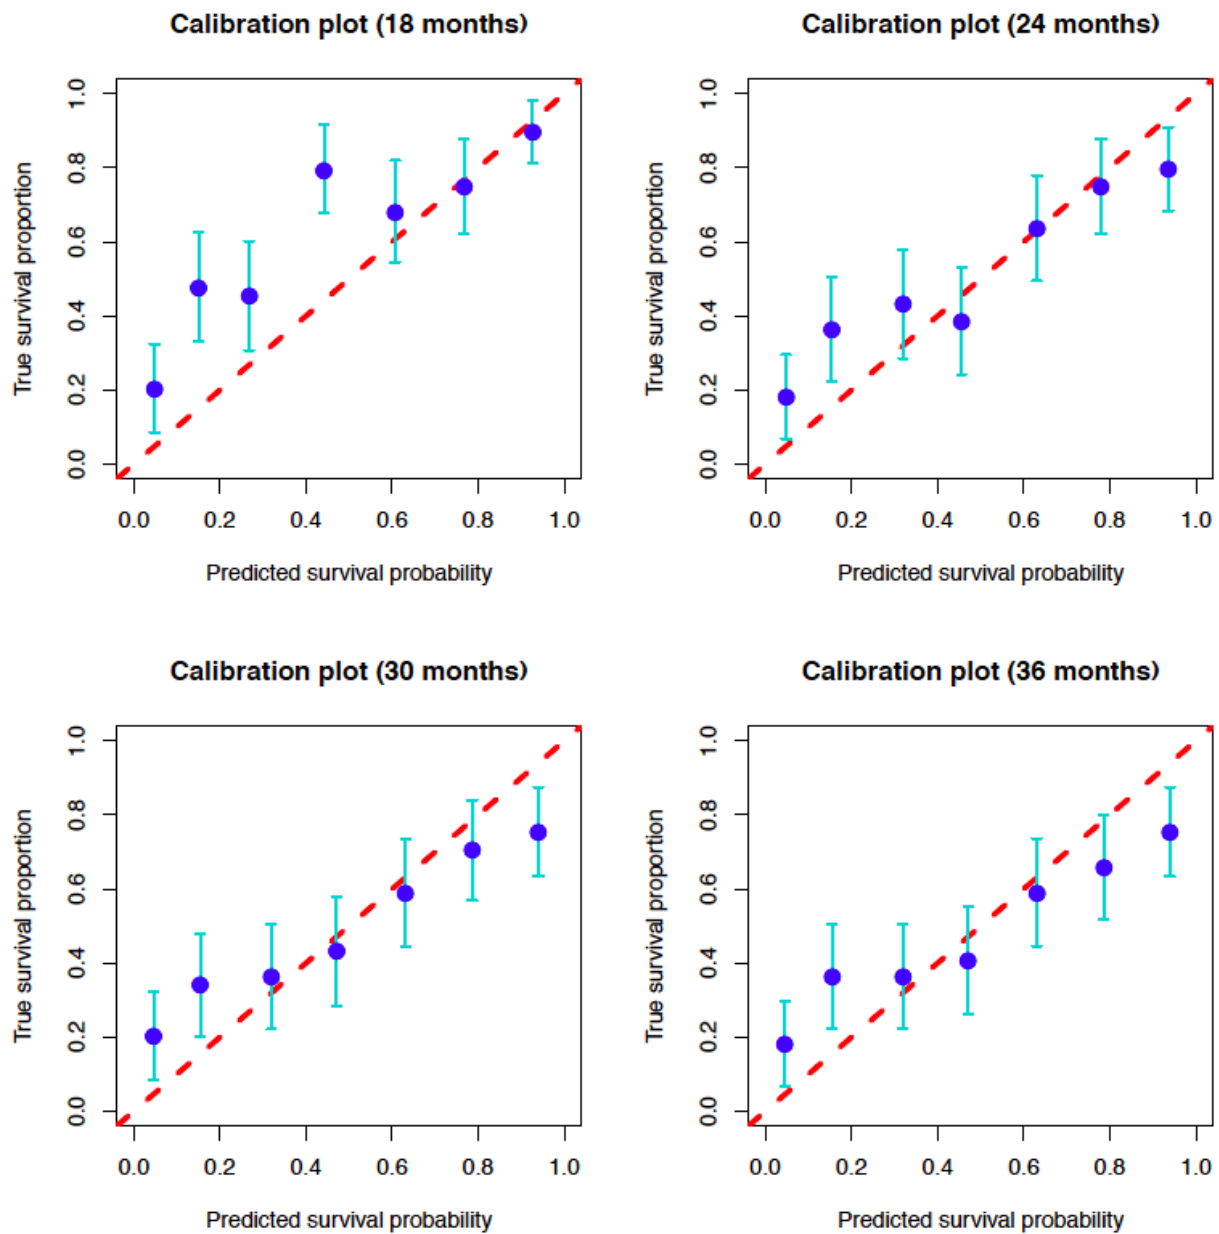 Calibration plot (18 months)
True survival proportion
1.0
0.8
0.6
0.4
0.2
0.0
0.0 0.2 0.4 0.6 0.8 1.0
Predicted survival probability
Calibration plot (24 months)
True survival proportion
1.0
0.8
0.6
0.4
0.2
0.0
0.0 0.2 0.4 0.6 0.8 1.0
Predicted survival probability
Calibration plot (30 months)
True survival proportion
1.0
0.8
0.6
0.4
0.2
0.0
0.0 0.2 0.4 0.6 0.8 1.0
Predicted survival probability
Calibration plot (36 months)
True survival proportion
1.0
0.8
0.6
0.4
0.2
0.0
0.0 0.2 0.4 0.6 0.8 1.0
Predicted survival probability